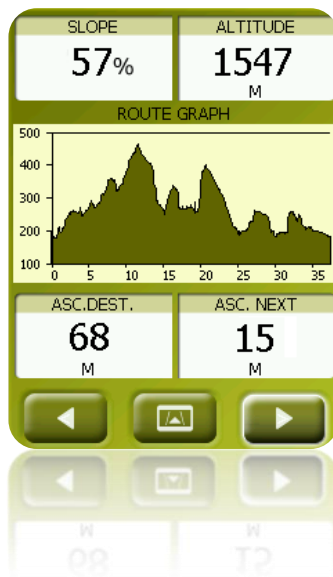 SLOPE ALTITUDE
57% 1547
M
ROUTE GRAPH
500
400
300
200
100
0 5 10 15 20 25 30 35
ASC.DEST. ASC. NEXT
68 15
M M